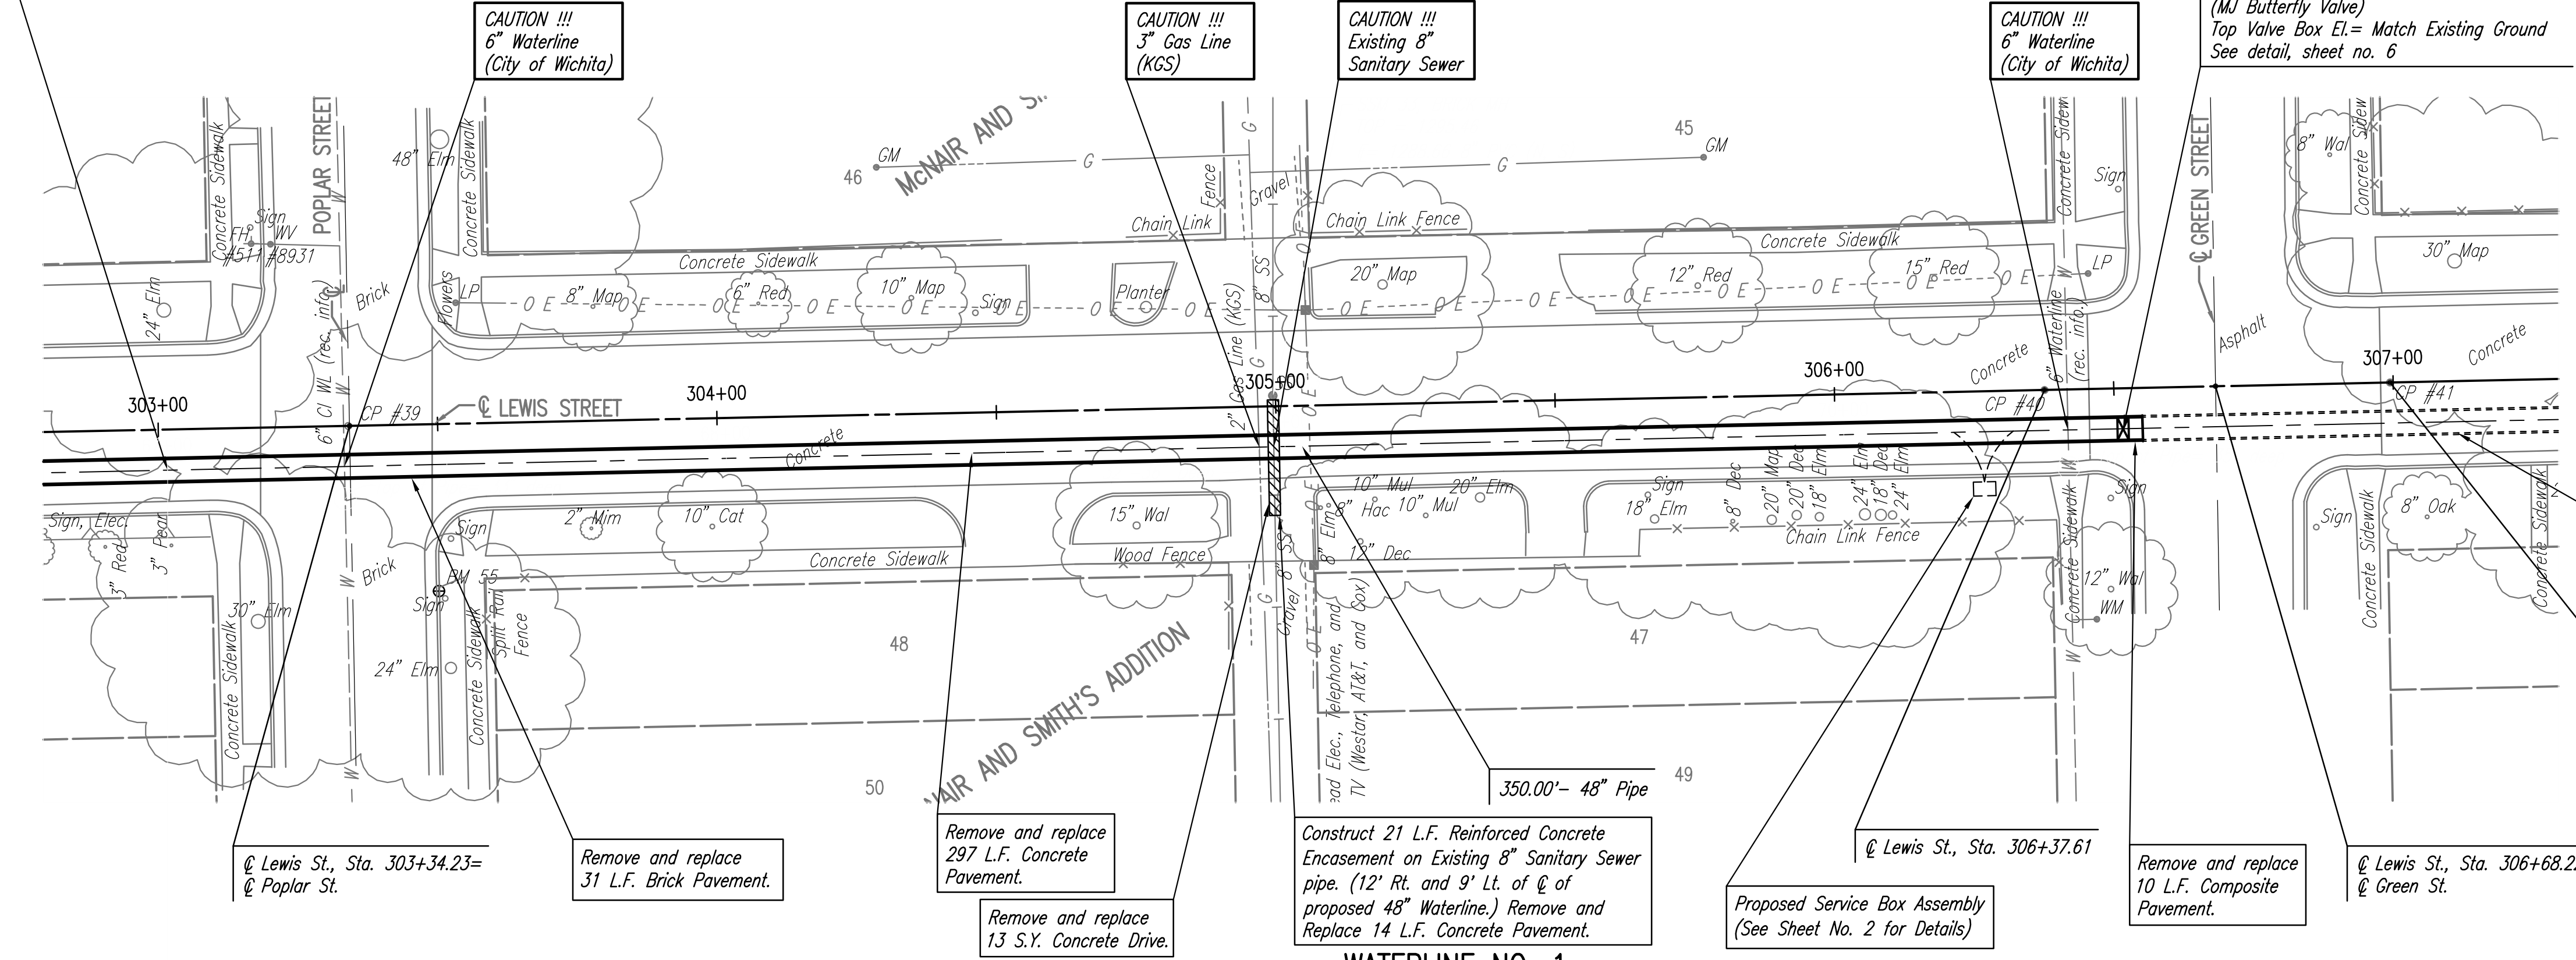 CAUTION !!!
6" Waterline
(City of Wichita)
CAUTION !!!
3" Gas Line
(KGS)
CAUTION !!!
Existing 8"
Sanitary Sewer
CAUTION !!!
6" Waterline
(City of Wichita)
(MJ Butterfly Valve)
Top Valve Box El.= Match Existing Ground
See detail, sheet no. 6
POPLAR STREET
Concrete Sidewalk
48" Elm
Concrete Sidewalk
46
GM
McNAIR AND
G
G
G
45
GM
Fence
Gravel
Concrete
Sign
℄ GREEN STREET
8" Wal
Concrete
Sign
FH
WV
#511
#8931
Chain Link
Chain Link Fence
Concrete Sidewalk
Concrete Sidewalk
24" Elm
6" CI WL (rec. info.)
W
℄
Brick
Flowers
LP
O E
8" Map
6" Red
10" Map
Sign
Planter
8" SS
20" Map
12" Red
15" Red
LP
30" Map
2" Gas Line (KGS)
6" Waterline
(rec. info.)
Asphalt
Concrete
Concrete
303+00
CP #39
℄ LEWIS STREET
304+00
305+00
306+00
CP #40
307+00
CP #41
Concrete
Sign, Elec.
3" Red
3" Pear
Sign
2" Mim
10" Cat
15" Wal
Wood Fence
Concrete Sidewalk
10" Mul
8" Hac
10" Mul
20" Elm
8" Elm
12" Dec
Sign
18" Elm
8" Dec
20" Map
20" Dec
18" Elm
24" Elm
18" Dec
24" Elm
Chain Link Fence
Sign
Sign
8" Oak
Concrete Sidewalk
Concrete Sidewalk
Concrete Sidewalk
12" Wal
WM
Brick
BM 55
Sign
Split Rail
Fence
30" Elm
24" Elm
Concrete Sidewalk
Concrete Sidewalk
8" SS
Gravel
48
47
50
49
AND SMITH'S ADDITION
Elec., Telephone, and
TV (Westar, AT&T, and Cox)
350.00'– 48" Pipe
℄ Lewis St., Sta. 303+34.23=
℄ Poplar St.
Remove and replace
31 L.F. Brick Pavement.
Remove and replace
297 L.F. Concrete
Pavement.
Remove and replace
13 S.Y. Concrete Drive.
Construct 21 L.F. Reinforced Concrete
Encasement on Existing 8" Sanitary Sewer
pipe. (12' Rt. and 9' Lt. of ℄ of
proposed 48" Waterline.) Remove and
Replace 14 L.F. Concrete Pavement.
Proposed Service Box Assembly
(See Sheet No. 2 for Details)
℄ Lewis St., Sta. 306+37.61
Remove and replace
10 L.F. Composite
Pavement.
℄ Lewis St., Sta. 306+68.2
℄ Green St.
WATERLINE NO. 1